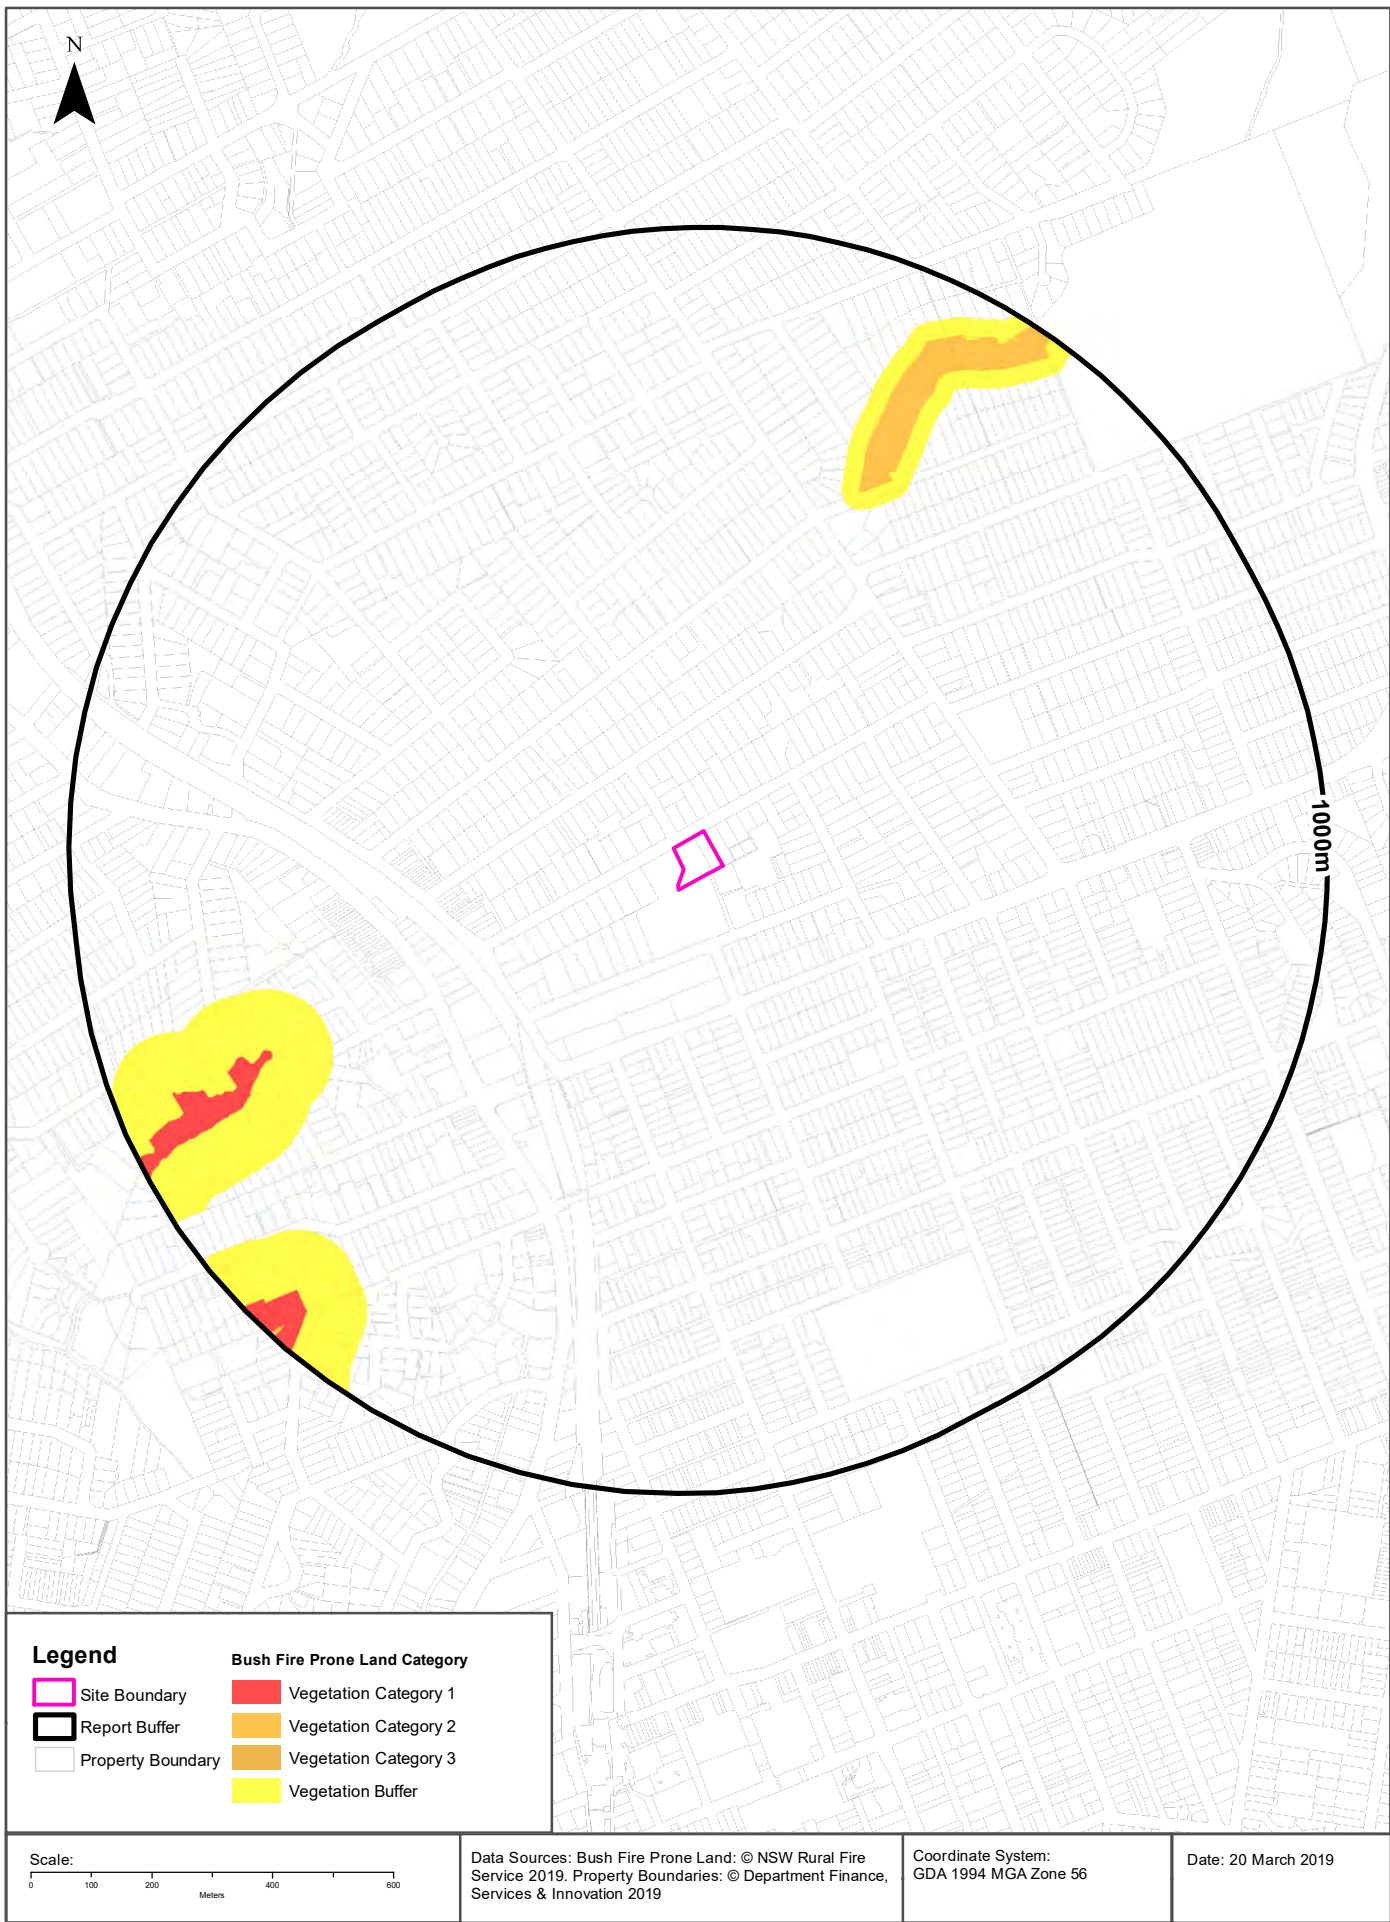 N
1000m
Legend
Site Boundary
Report Buffer
Property Boundary
Bush Fire Prone Land Category
Vegetation Category 1
Vegetation Category 2
Vegetation Category 3
Vegetation Buffer
Scale:
0 100 200 400 600
Meters
Data Sources: Bush Fire Prone Land: © NSW Rural Fire
Service 2019. Property Boundaries: © Department Finance,
Services & Innovation 2019
Coordinate System:
GDA 1994 MGA Zone 56
Date: 20 March 2019